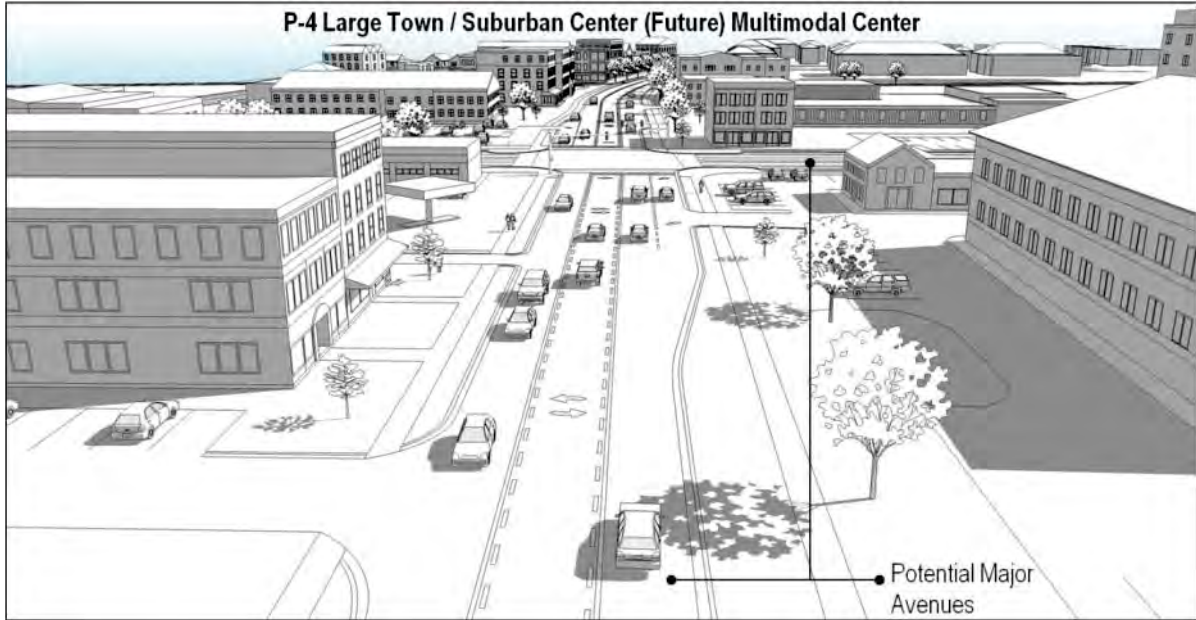 P-4 Large Town / Suburban Center (Future) Multimodal Center
Potential Major
Avenues